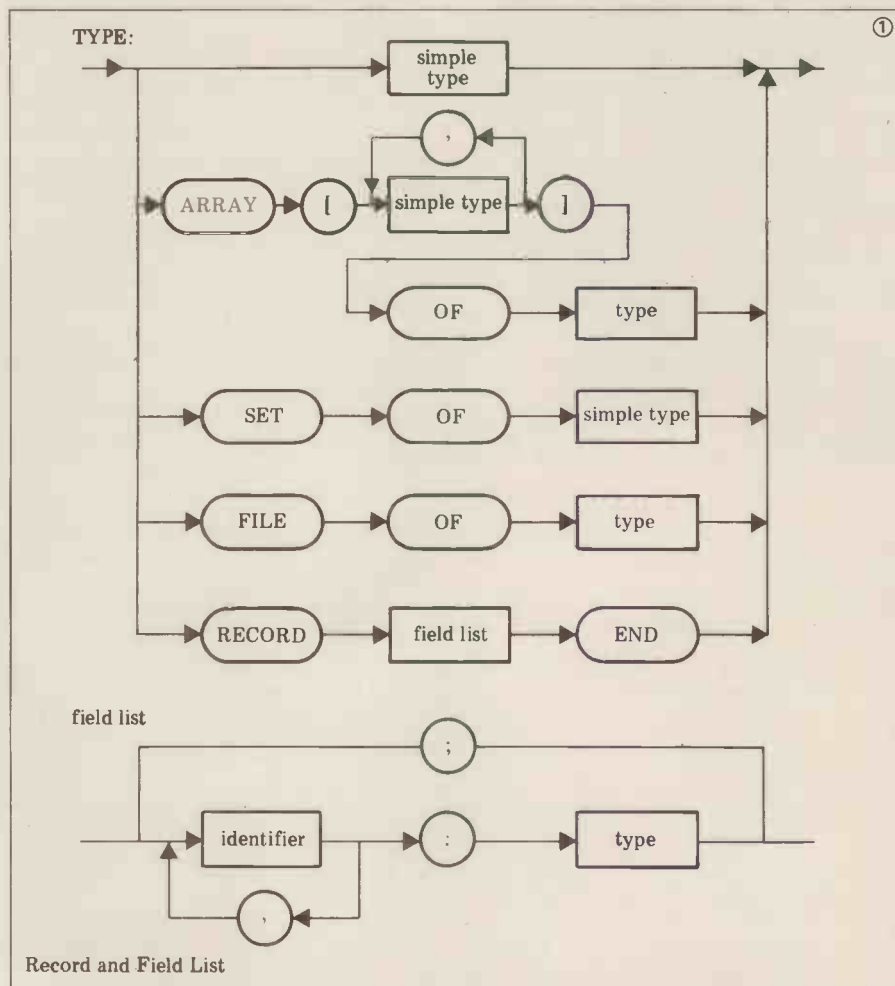 ①
TYPE:
simple
type
,
ARRAY [ simple type ]
OF type
SET OF simple type
FILE OF type
RECORD field list END
field list
;
identifier : type
,
Record and Field List